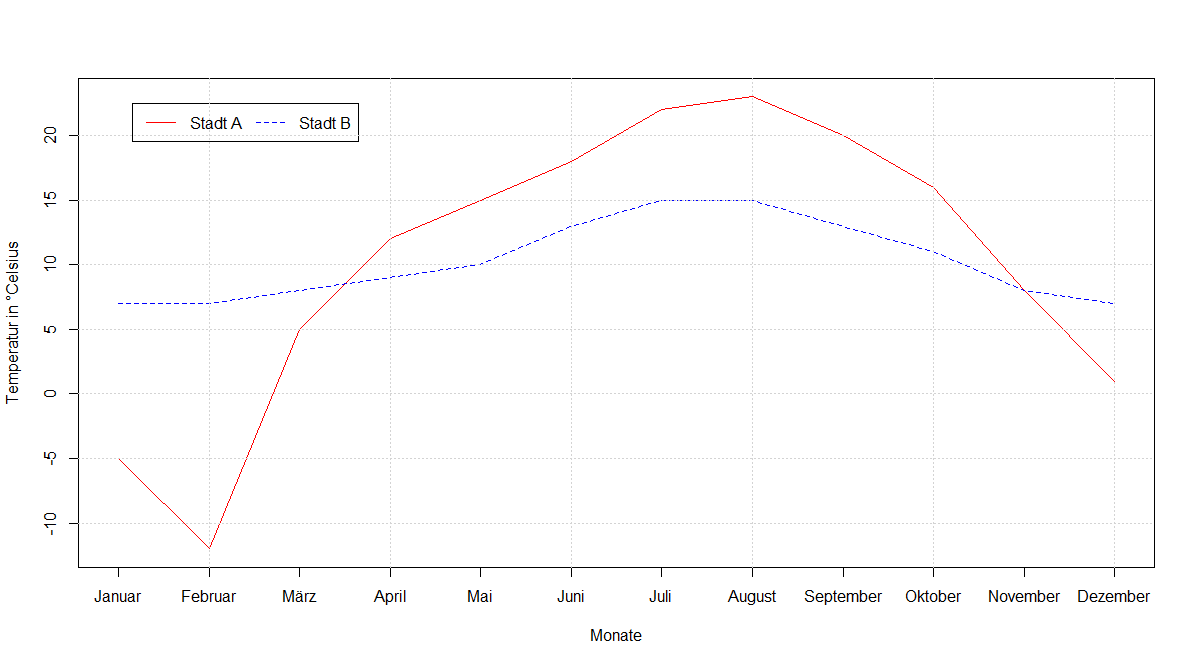 Stadt A Stadt B
Temperatur in °Celsius
20
15
10
5
0
-5
-10
Januar Februar März April Mai Juni Juli August September Oktober November Dezember
Monate